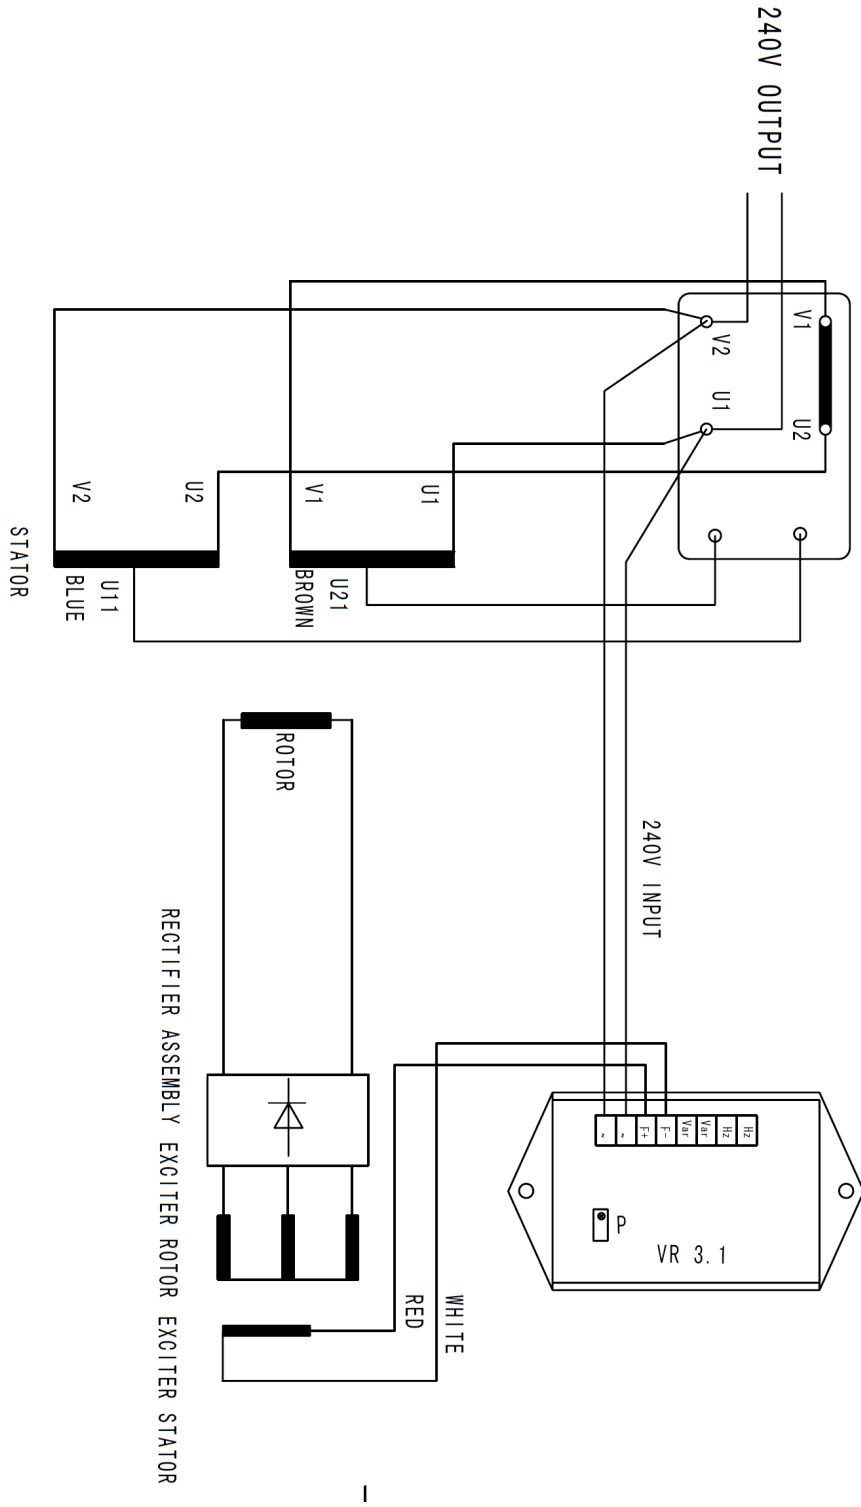 240V OUTPUT
V1
U2
V2
U1
U1
V1
U2
V2
U21
BROWN
U11
BLUE
STATOR
ROTOR
240V INPUT
Hz
Hz
Var
Var
F-
F+
~
~
P
VR 3.1
WHITE
RED
RECTIFIER ASSEMBLY EXCITER ROTOR EXCITER STATOR